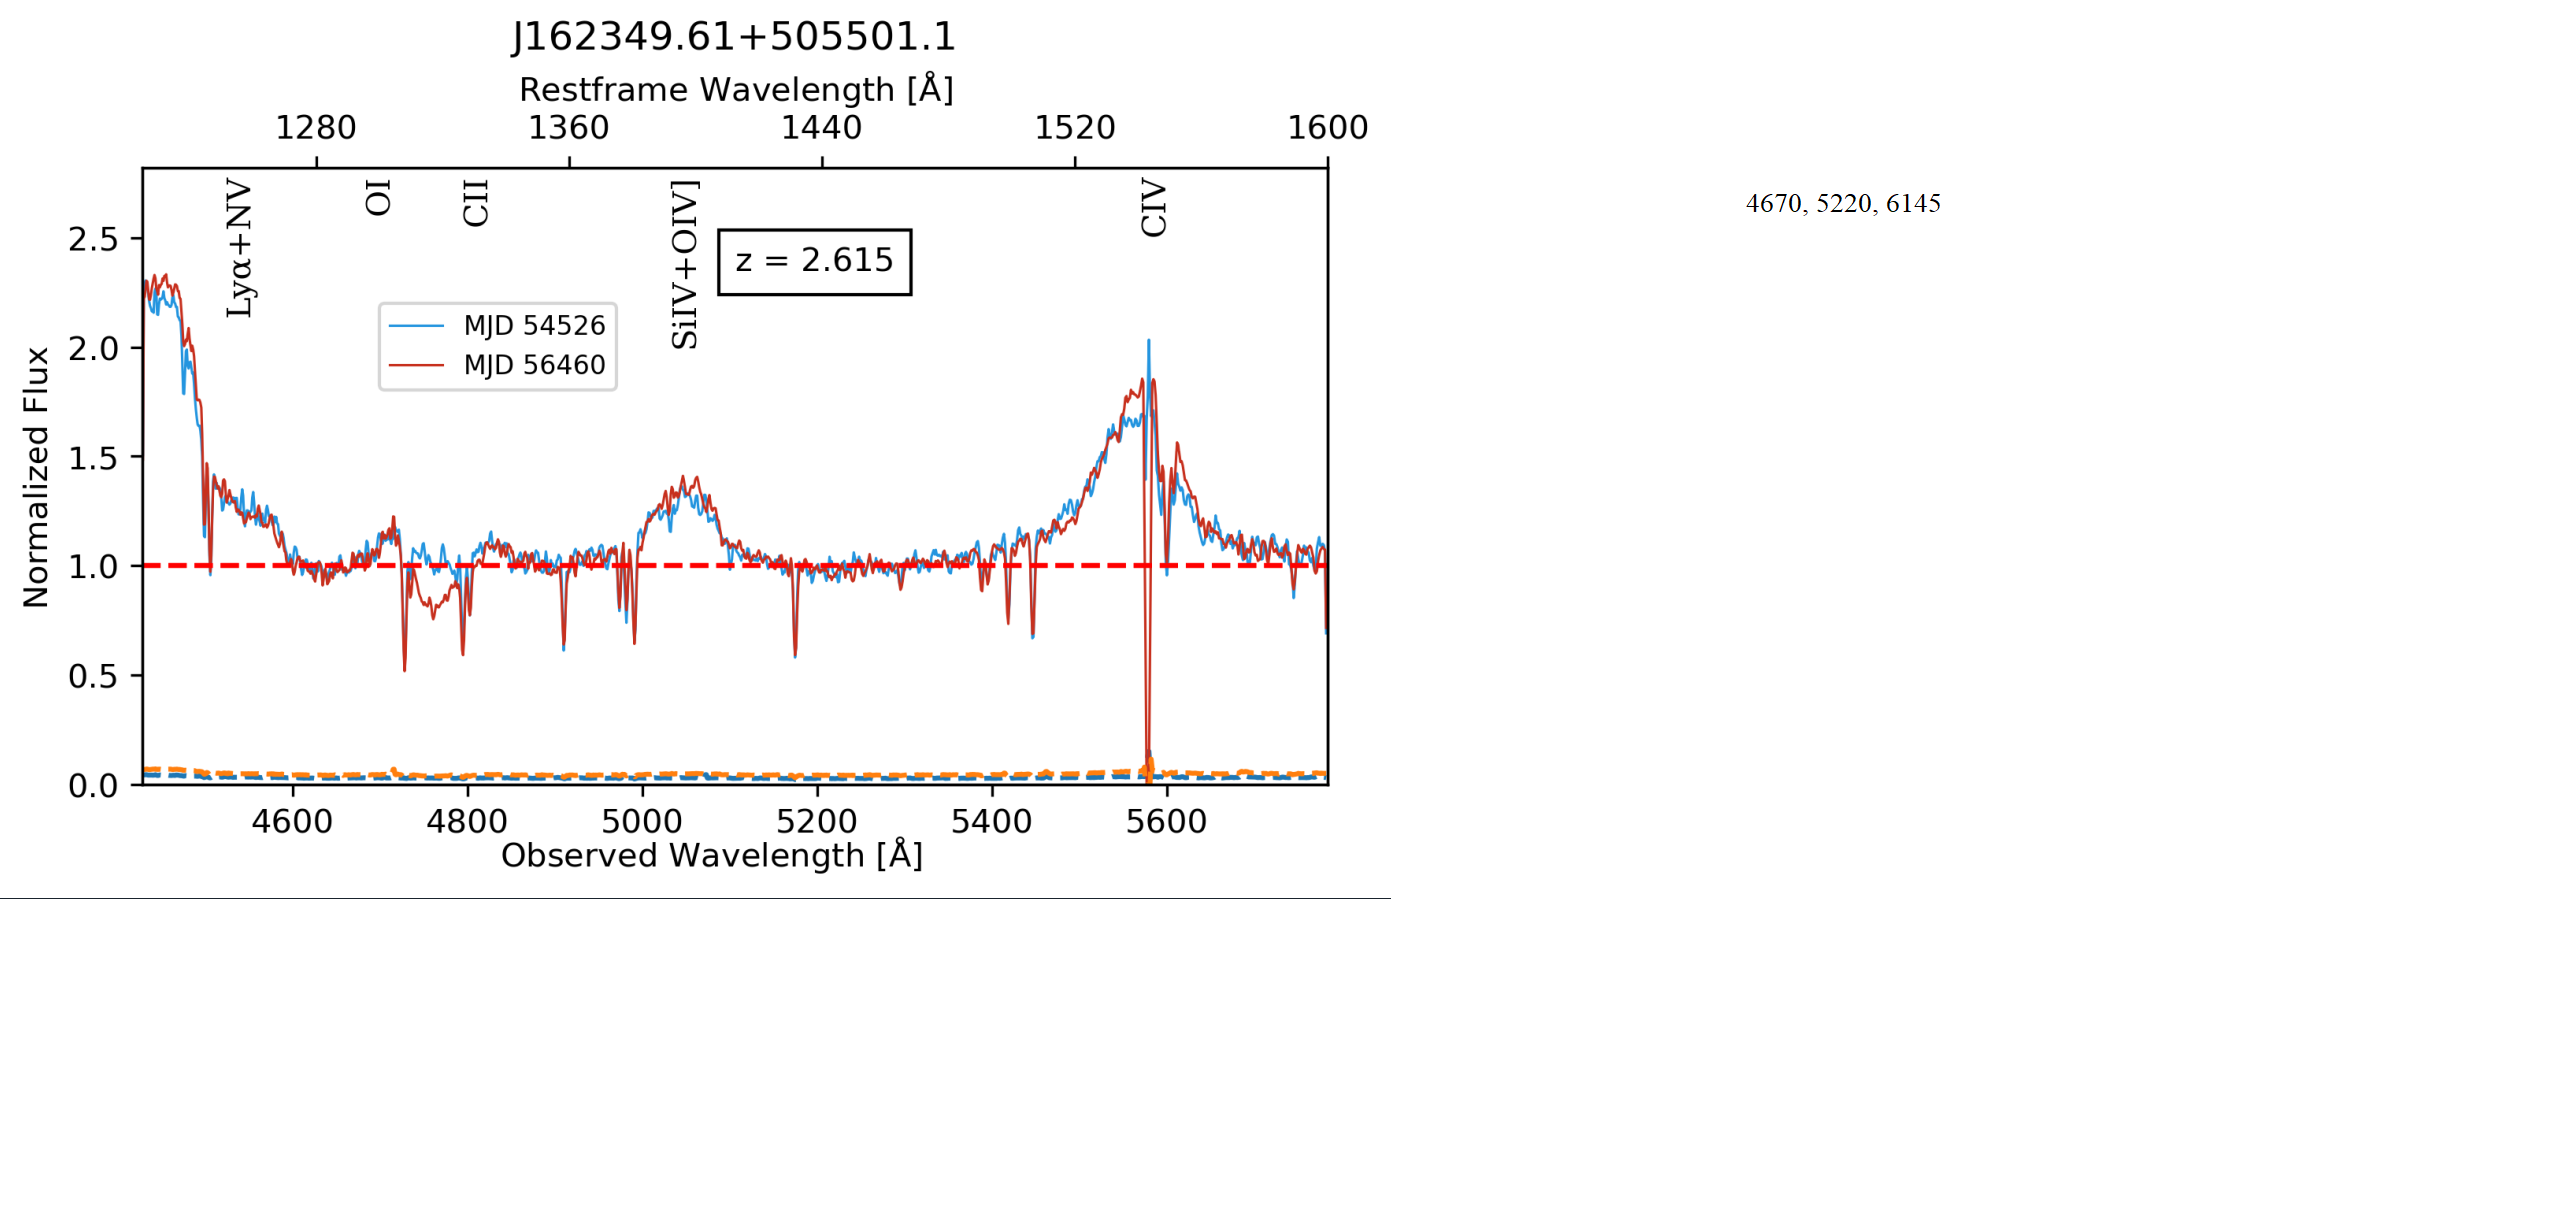 J162349.61+505501.1
Restframe Wavelength [Å]
1280 1360 1440 1520 1600
Lyα+NV
OI
CII
SiIV+OIV]
CIV
z = 2.615
MJD 54526
MJD 56460
Normalized Flux
2.5
2.0
1.5
1.0
0.5
0.0
4600 4800 5000 5200 5400 5600
Observed Wavelength [Å]
4670, 5220, 6145